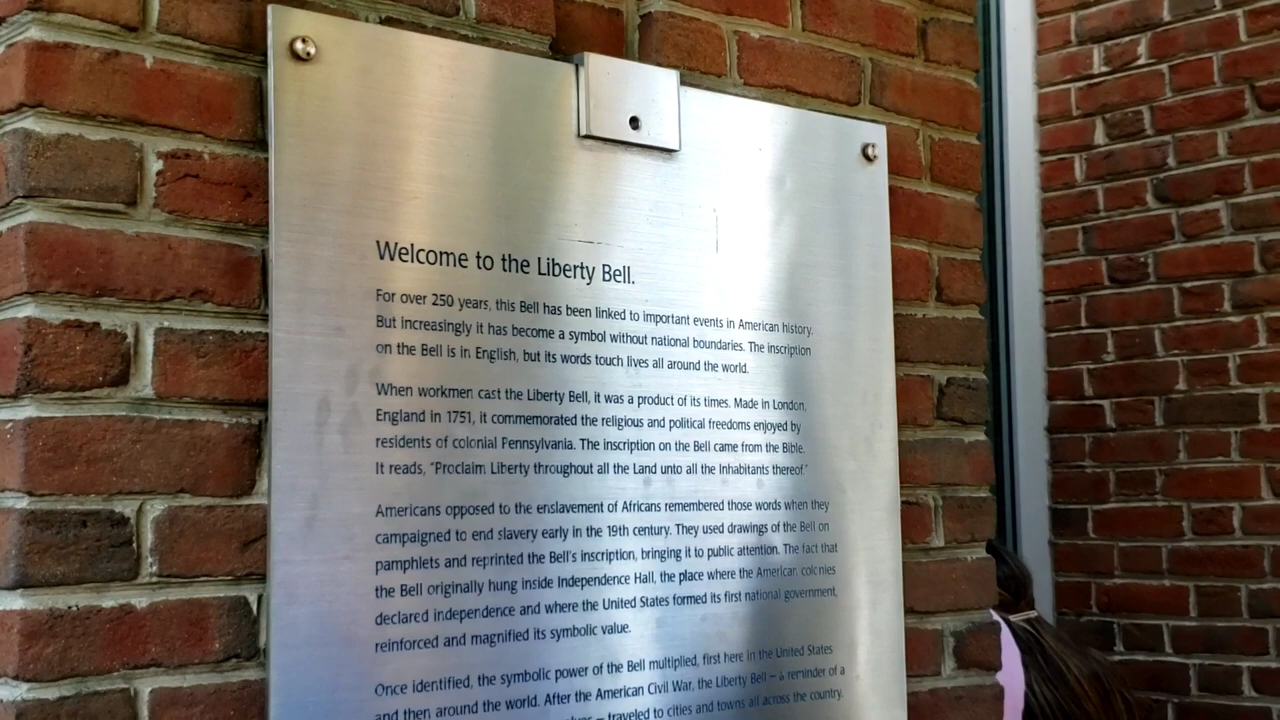 Welcome to the Liberty Bell.
For over 250 years, this Bell has been linked to important events in American history.
But increasingly it has become a symbol without national boundaries. The inscription
on the Bell is in English, but its words touch lives all around the world.
When workmen cast the Liberty Bell, it was a product of its times. Made in London,
England in 1751, it commemorated the religious and political freedoms enjoyed by
residents of colonial Pennsylvania. The inscription on the Bell came from the Bible.
It reads, "Proclaim Liberty throughout all the Land unto all the Inhabitants thereof."
Americans opposed to the enslavement of Africans remembered those words when they
campaigned to end slavery early in the 19th century. They used drawings of the Bell on
pamphlets and reprinted the Bell's inscription, bringing it to public attention. The fact that
the Bell originally hung inside Independence Hall, the place where the American colonies
declared independence and where the United States formed its first national government,
reinforced and magnified its symbolic value.
Once identified, the symbolic power of the Bell multiplied, first here in the United States
and then around the world. After the American Civil War, the Liberty Bell – a reminder of a
– traveled to cities and towns all across the country.